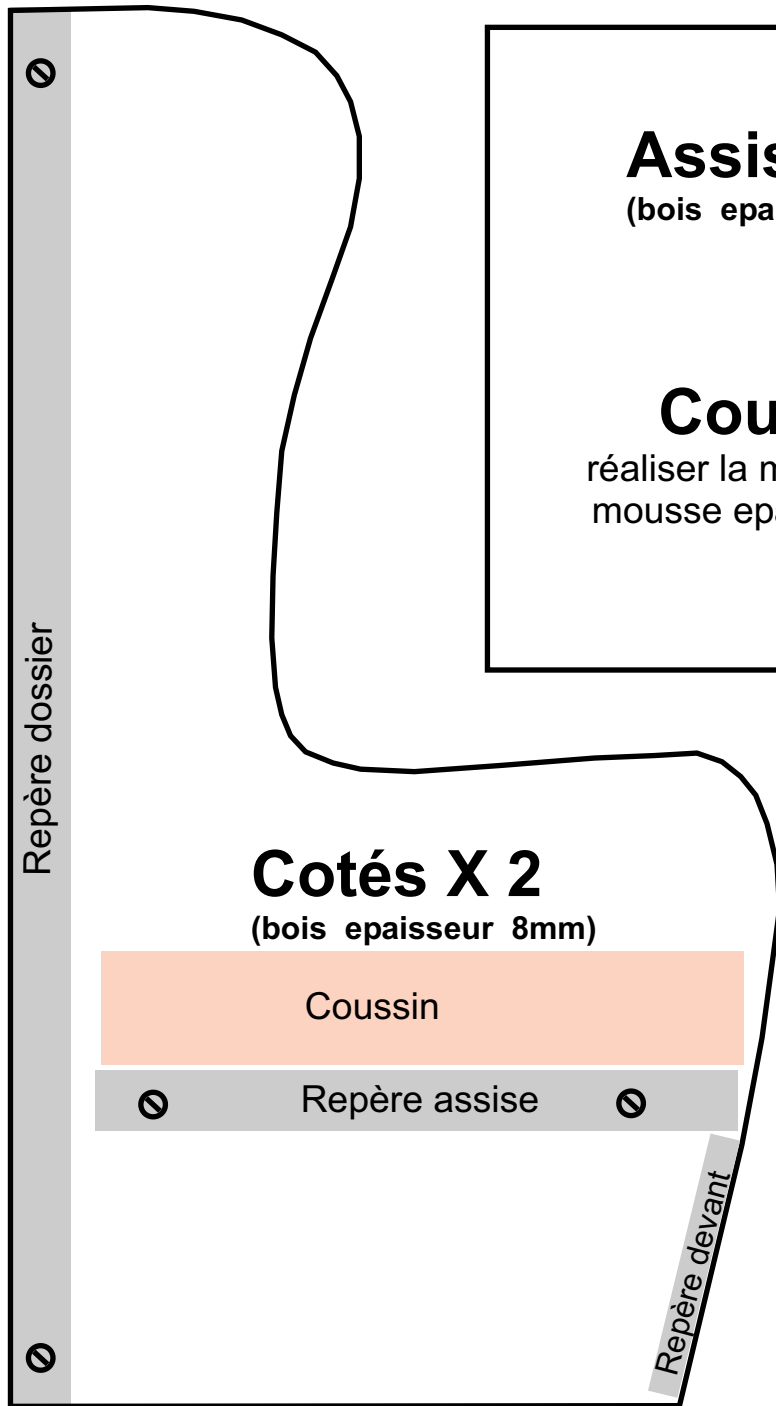 Assis
(bois epa
Cou
réaliser la m
mousse epa
Repère dossier
Cotés X 2
(bois epaisseur 8mm)
Coussin
Repère assise
Repère devant